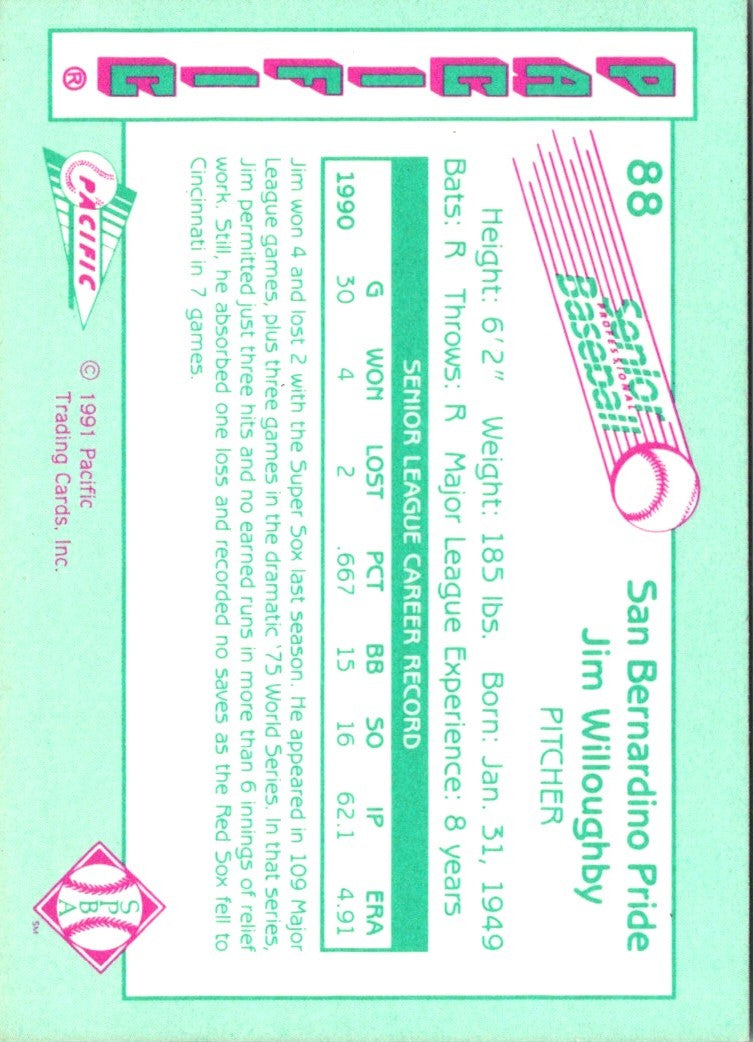 PACIFIC®
88
Senior
PROFESSIONAL
Baseball
San Bernardino Pride
Jim Willoughby
PITCHER
Height: 6'2" Weight: 185 lbs. Born: Jan. 31, 1949
Bats: R Throws: R Major League Experience: 8 years
SENIOR LEAGUE CAREER RECORD
G WON LOST PCT BB SO IP ERA
1990 30 4 2 .667 15 16 62.1 4.91
Jim won 4 and lost 2 with the Super Sox last season. He appeared in 109 Major
League games, plus three games in the dramatic '75 World Series. In that series,
Jim permitted just three hits and no earned runs in more than 6 innings of relief
work. Still, he absorbed one loss and recorded no saves as the Red Sox fell to
Cincinnati in 7 games.
PACIFIC
© 1991 Pacific
Trading Cards, Inc.
SPBA
SM